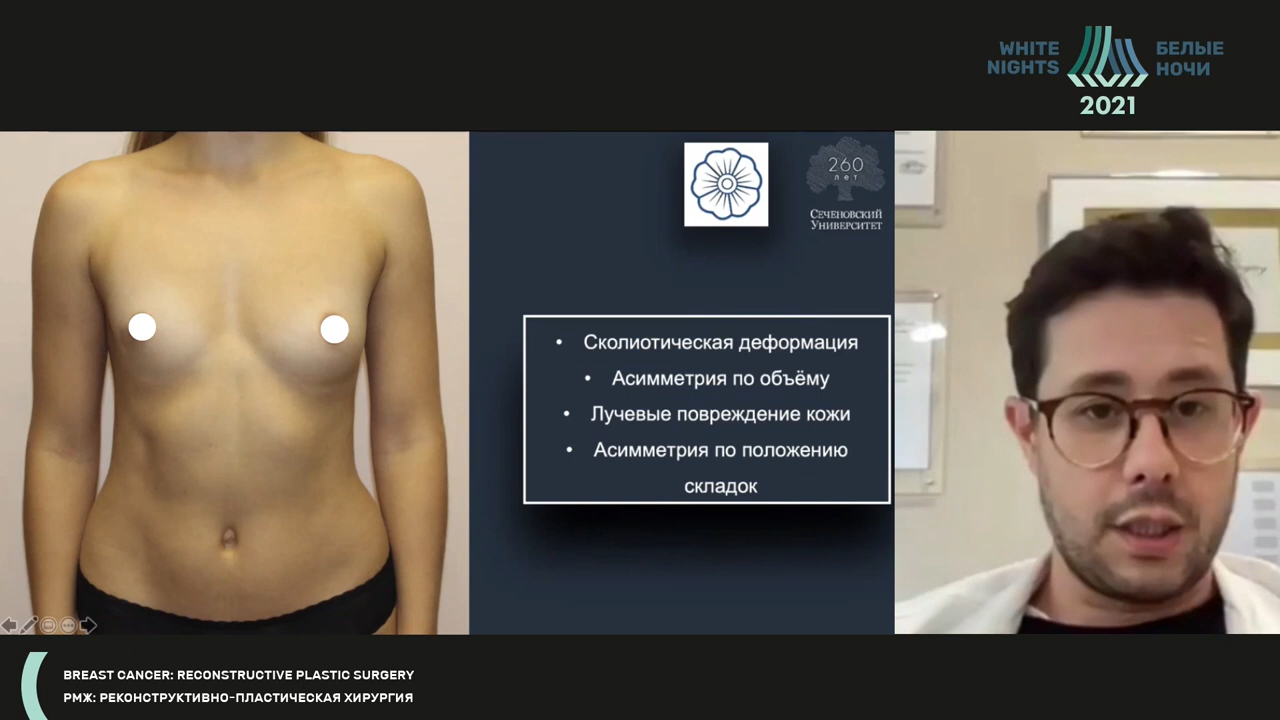 WHITE
NIGHTS
БЕЛЫЕ
НОЧИ
2021
260
лет
Сеченовский
Университет
• Сколиотическая деформация
• Асимметрия по объёму
• Лучевые повреждение кожи
• Асимметрия по положению
складок
BREAST CANCER: RECONSTRUCTIVE PLASTIC SURGERY
РМЖ: РЕКОНСТРУКТИВНО-ПЛАСТИЧЕСКАЯ ХИРУРГИЯ